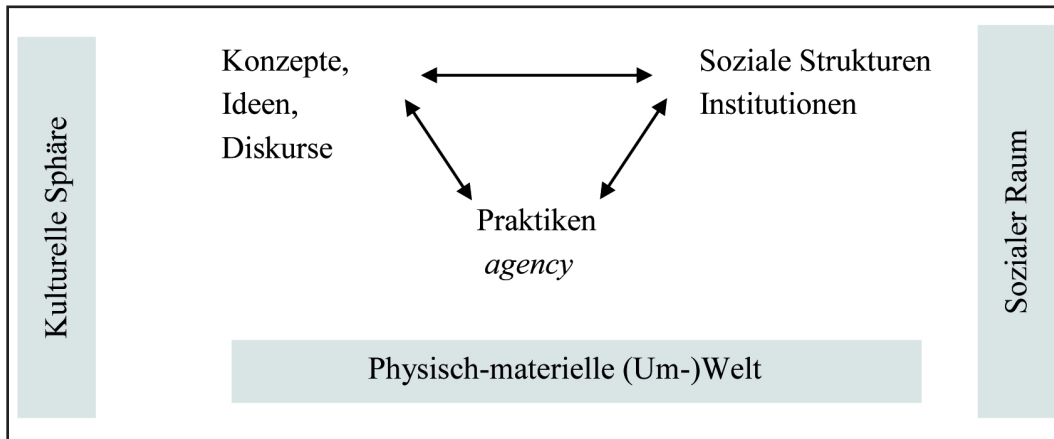 Kulturelle Sphäre
Konzepte,
Ideen,
Diskurse
Soziale Strukturen
Institutionen
Praktiken
agency
Physisch-materielle (Um-)Welt
Sozialer Raum